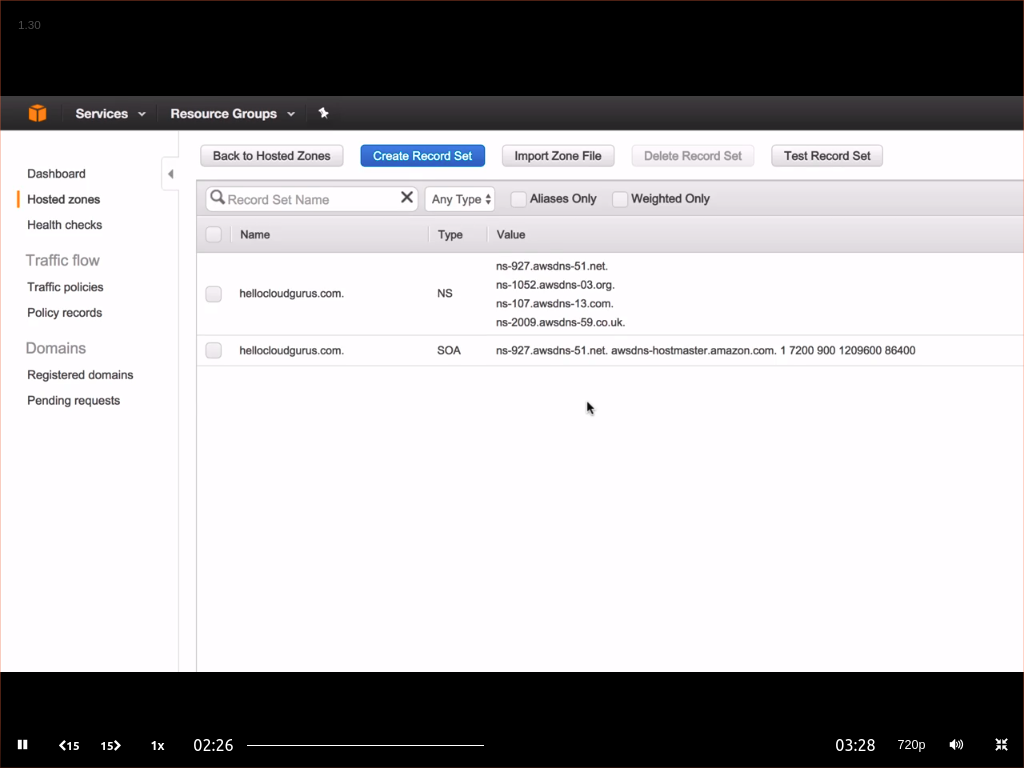 1.30
Services Resource Groups
Back to Hosted Zones Create Record Set Import Zone File Delete Record Set Test Record Set
Dashboard
Hosted zones
Health checks
Traffic flow
Traffic policies
Policy records
Domains
Registered domains
Pending requests
Record Set Name Any Type Aliases Only Weighted Only
Name Type Value
hellocloudgurus.com. NS
ns-927.awsdns-51.net.
ns-1052.awsdns-03.org.
ns-107.awsdns-13.com.
ns-2009.awsdns-59.co.uk.
hellocloudgurus.com. SOA ns-927.awsdns-51.net. awsdns-hostmaster.amazon.com. 1 7200 900 1209600 86400
15 15 1x 02:26 03:28 720p